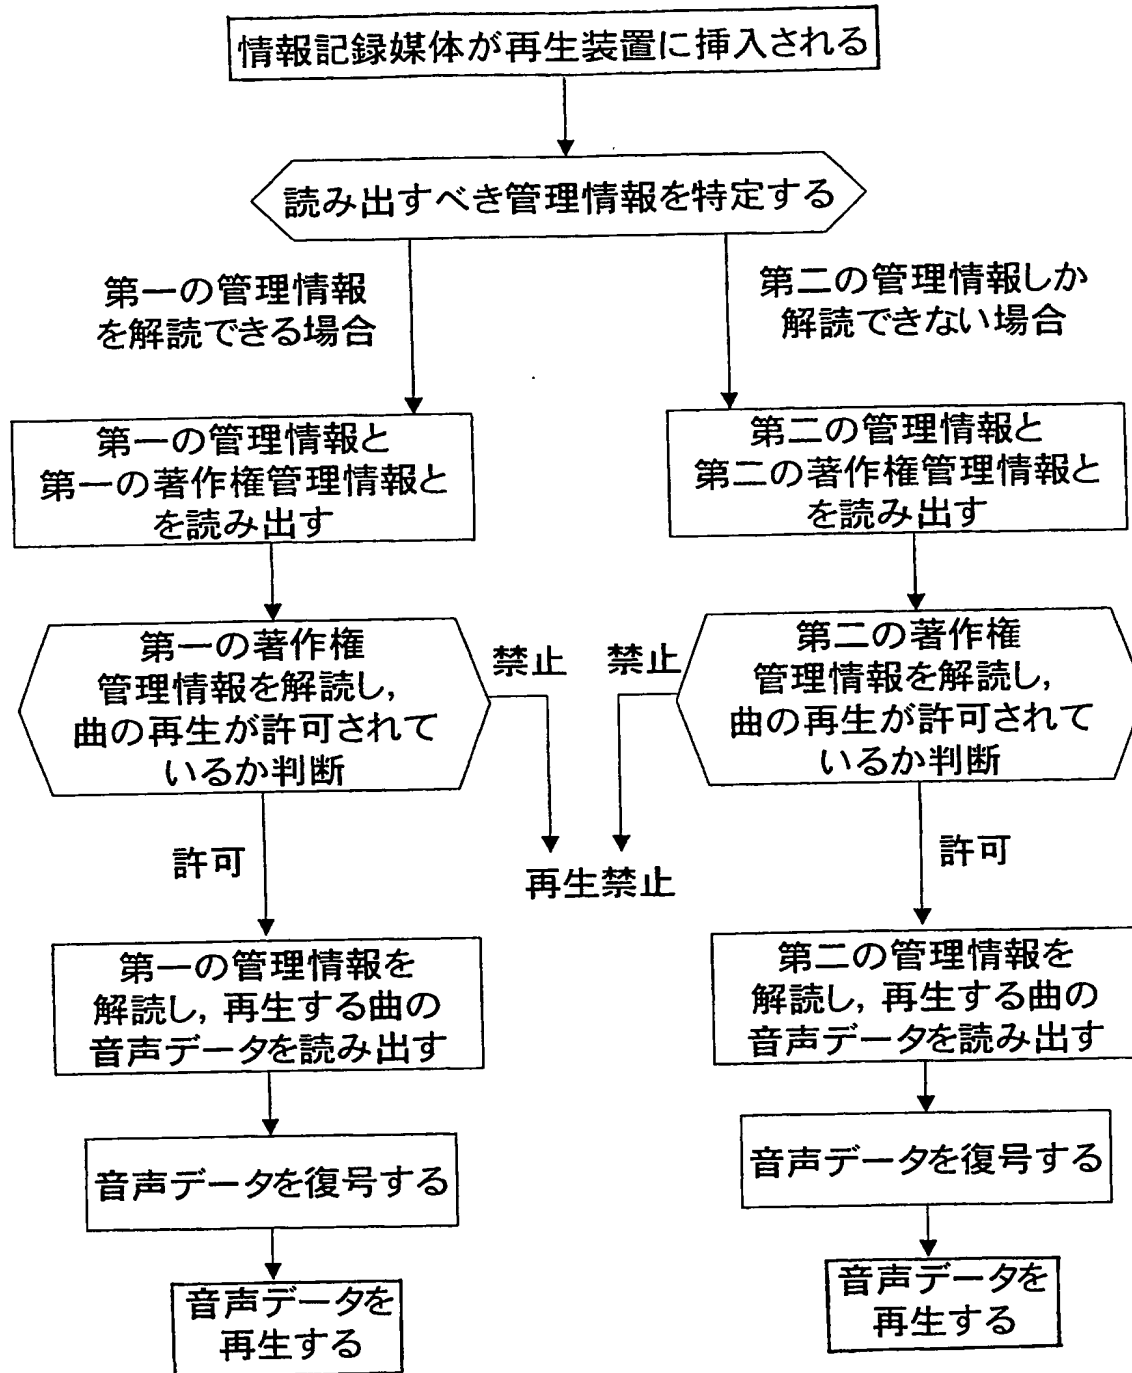 情報記録媒体が再生装置に挿入される
読み出すべき管理情報を特定する
第一の管理情報
を解読できる場合
第二の管理情報しか
解読できない場合
第一の管理情報と
第一の著作権管理情報と
を読み出す
第二の管理情報と
第二の著作権管理情報と
を読み出す
第一の著作権
管理情報を解読し,
曲の再生が許可されて
いるか判断
禁止
禁止
第二の著作権
管理情報を解読し,
曲の再生が許可されて
いるか判断
許可
再生禁止
許可
第一の管理情報を
解読し, 再生する曲の
音声データを読み出す
第二の管理情報を
解読し, 再生する曲の
音声データを読み出す
音声データを復号する
音声データを復号する
音声データを
再生する
音声データを
再生する